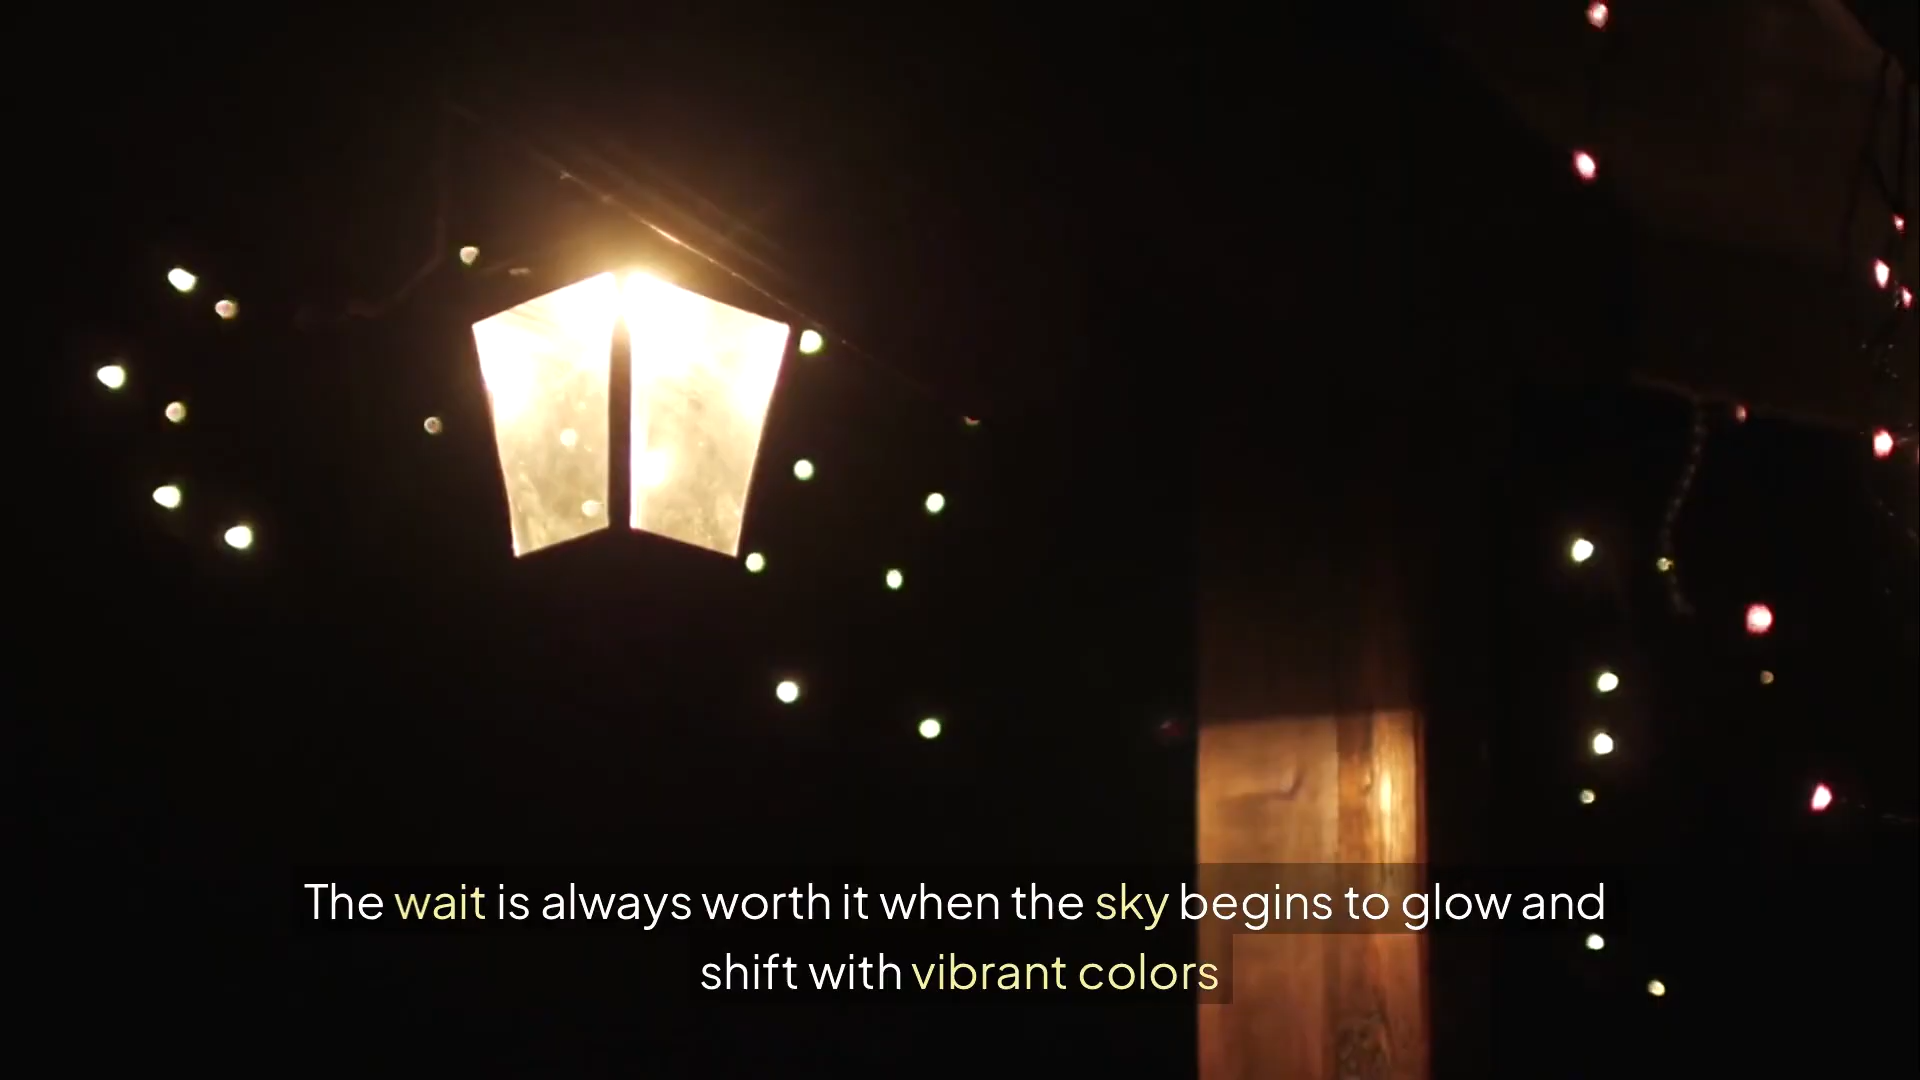 The wait is always worth it when the sky begins to glow and
shift with vibrant colors